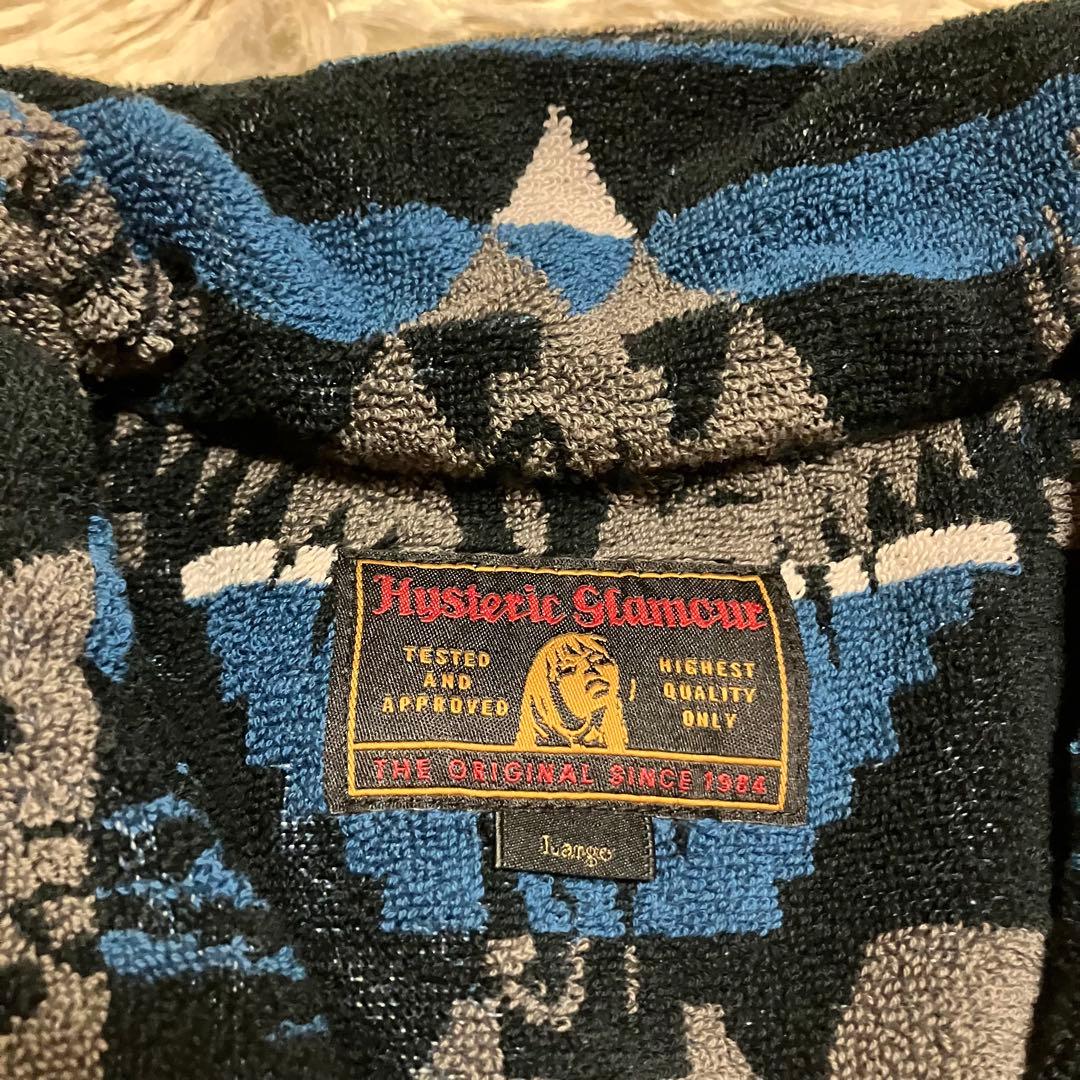 Hysteric Glamour
TESTED
AND
APPROVED
HIGHEST
QUALITY
ONLY
THE ORIGINAL SINCE 1984
Large